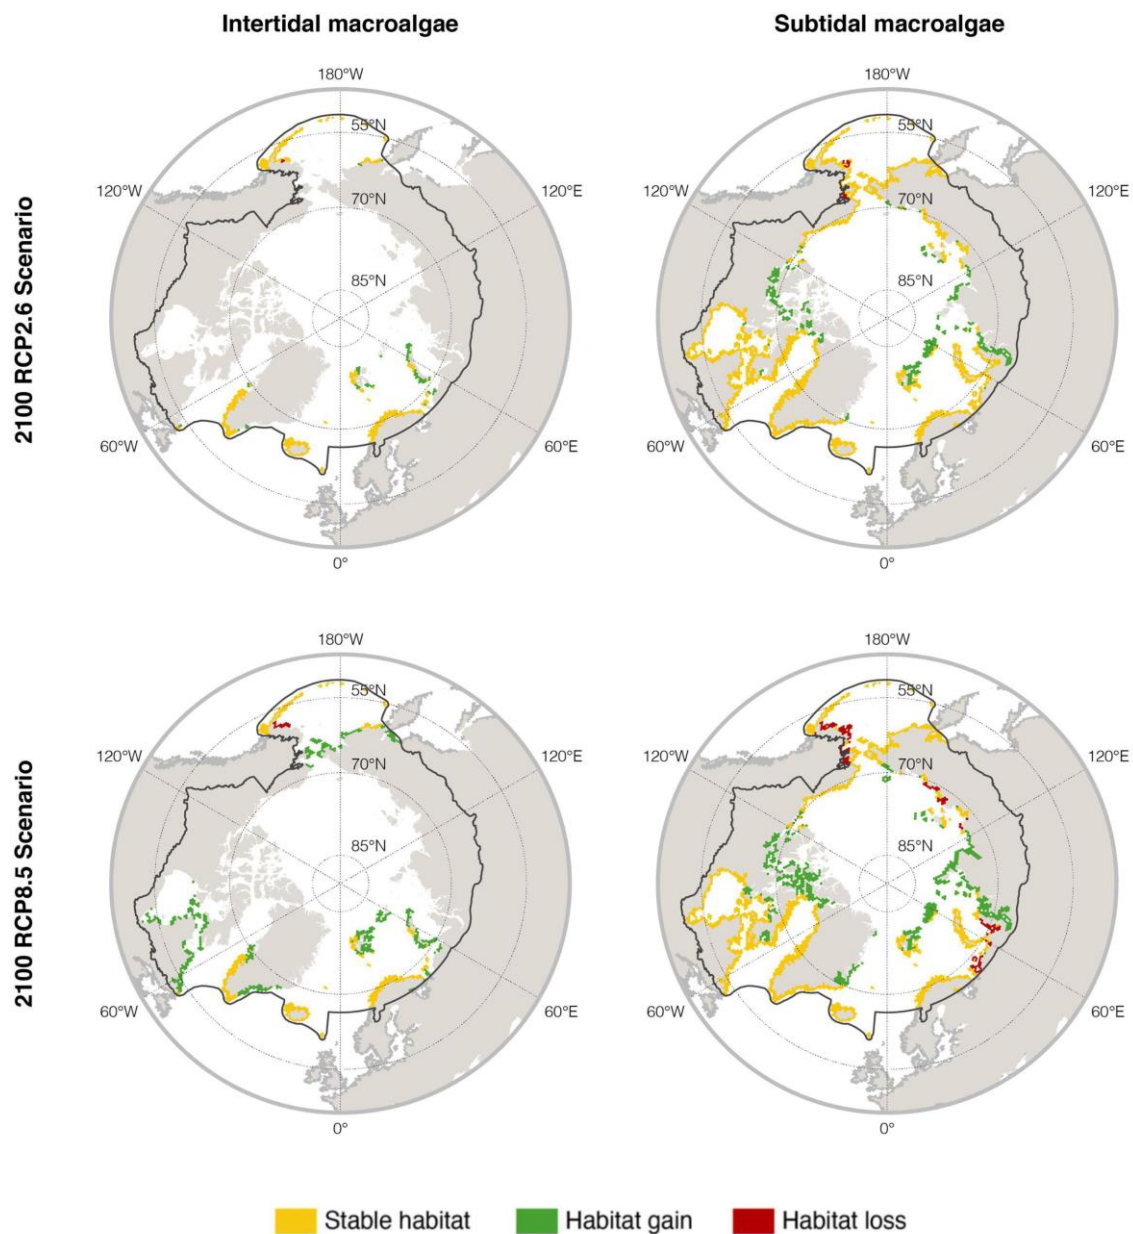 Intertidal macroalgae Subtidal macroalgae
2100 RCP2.6 Scenario
180°W 180°W
55°N 55°N
120°W 120°E 120°W 120°E
70°N 70°N
85°N 85°N
60°W 60°E 60°W 60°E
0° 0°
2100 RCP8.5 Scenario
180°W 180°W
55°N 55°N
120°W 120°E 120°W 120°E
70°N 70°N
85°N 85°N
60°W 60°E 60°W 60°E
0° 0°
Stable habitat Habitat gain Habitat loss